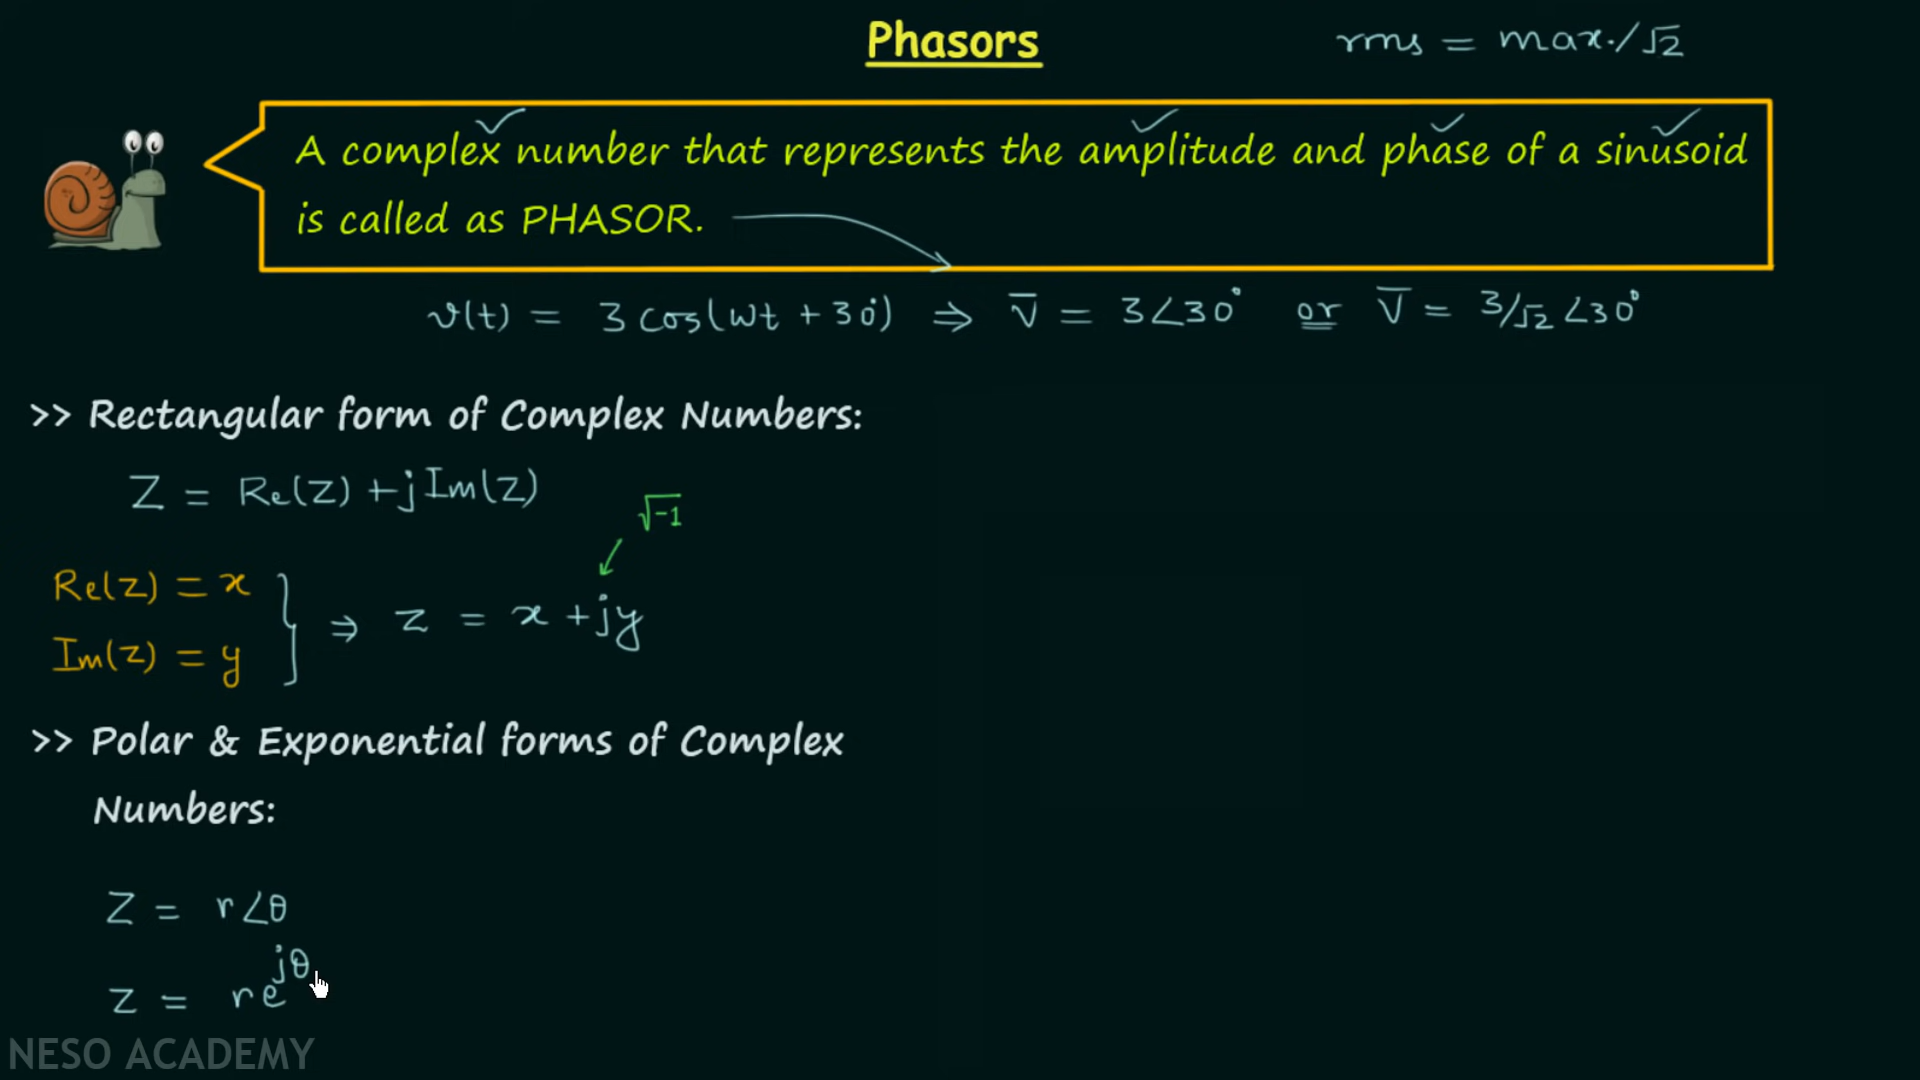 Phasors
rms = max./√2
A complex number that represents the amplitude and phase of a sinusoid
is called as PHASOR.
v(t) = 3 cos(ωt + 30°) ⇒ V̅ = 3∠30° or V̅ = 3/√2 ∠30°
>> Rectangular form of Complex Numbers:
Z = Re(Z) + j Im(Z)
√-1
Re(z) = x
Im(z) = y
⇒ z = x + jy
>> Polar & Exponential forms of Complex
Numbers:
Z = r∠θ
z = re^jθ
NESO ACADEMY